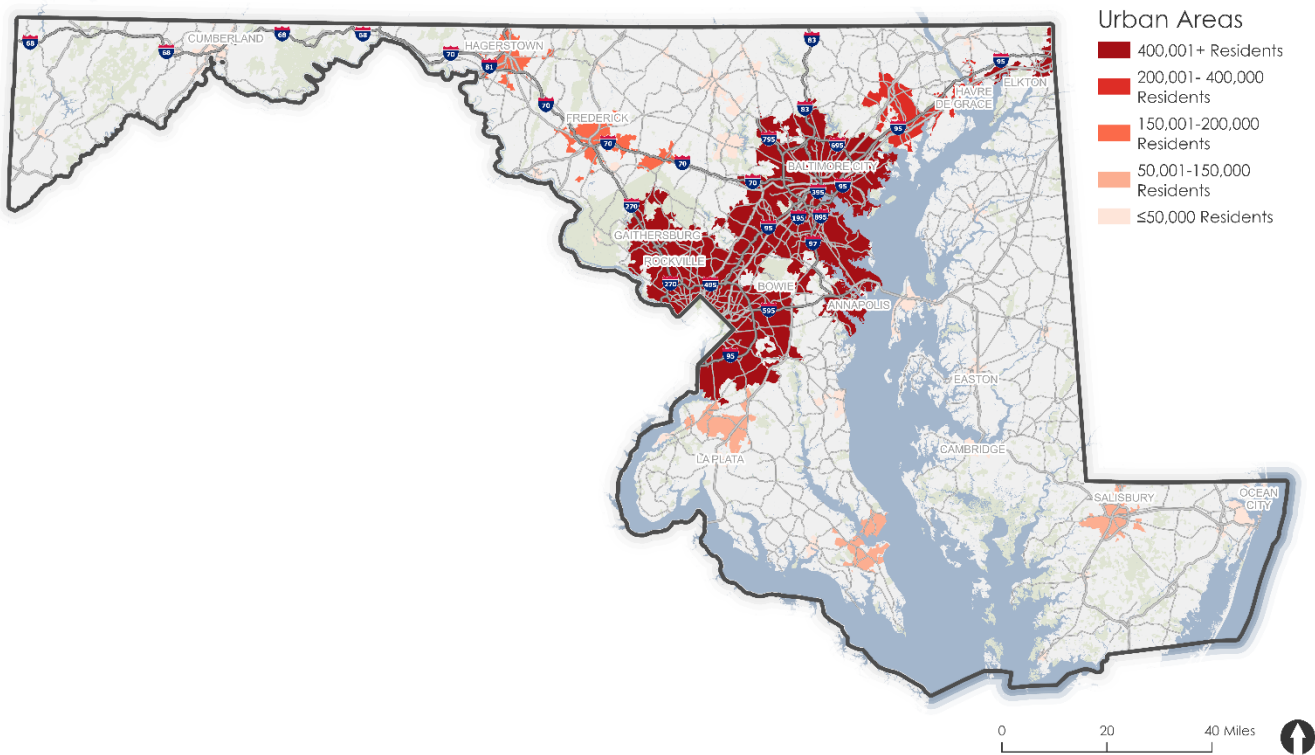 Urban Areas
400,001+ Residents
200,001- 400,000
Residents
150,001-200,000
Residents
50,001-150,000
Residents
≤50,000 Residents
68
68
68
68
CUMBERLAND
70
HAGERSTOWN
81
70
FREDERICK
70
70
83
83
95
HAVRE
DE GRACE
ELKTON
95
795
695
BALTIMORE CITY
70
395
95
195
895
95
97
270
GAITHERSBURG
ROCKVILLE
270
495
BOWIE
ANNAPOLIS
595
95
EASTON
CAMBRIDGE
LA PLATA
SALISBURY
OCEAN
CITY
0 20 40 Miles